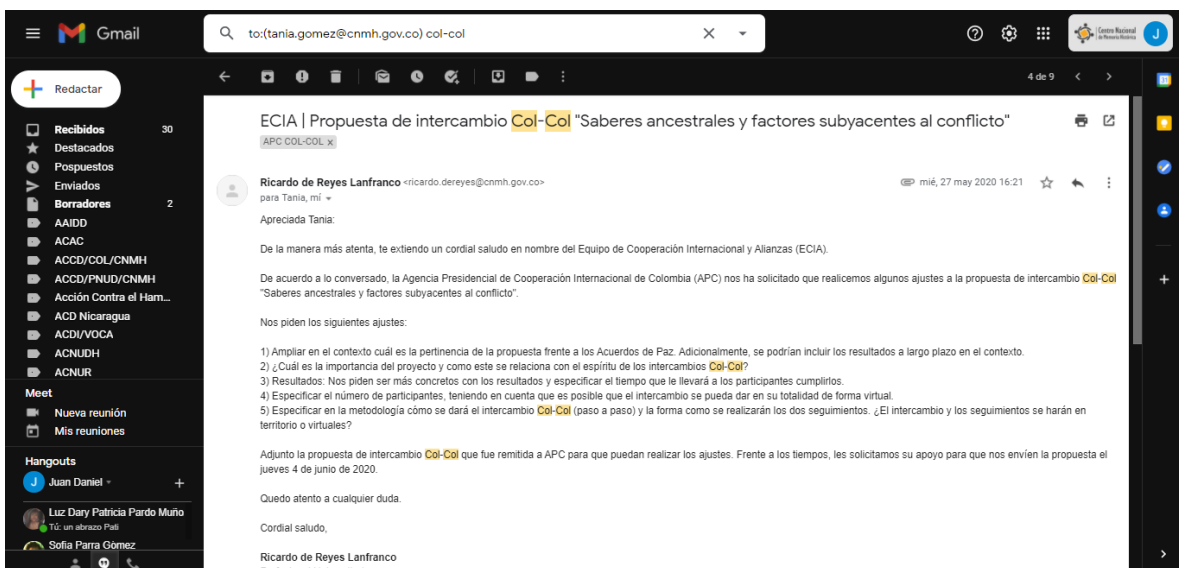 Gmail
to:(tania.gomez@cnmh.gov.co) col-col
Centro Nacional
de Memoria Histórica
J
Redactar
4 de 9
Recibidos 30
Destacados
Pospuestos
Enviados
Borradores 2
AAIDD
ACAC
ACCD/COL/CNMH
ACCD/PNUD/CNMH
Acción Contra el Ham...
ACD Nicaragua
ACDI/VOCA
ACNUDH
ACNUR
Meet
Nueva reunión
Mis reuniones
Hangouts
J Juan Daniel
Luz Dary Patricia Pardo Muño
Tú: un abrazo Pati
Sofia Parra Gómez
ECIA | Propuesta de intercambio Col-Col "Saberes ancestrales y factores subyacentes al conflicto"
APC COL-COL x
Ricardo de Reyes Lanfranco <ricardo.dereyes@cnmh.gov.co>
mié, 27 may 2020 16:21
para Tania, mí
Apreciada Tania:
De la manera más atenta, te extiendo un cordial saludo en nombre del Equipo de Cooperación Internacional y Alianzas (ECIA).
De acuerdo a lo conversado, la Agencia Presidencial de Cooperación Internacional de Colombia (APC) nos ha solicitado que realicemos algunos ajustes a la propuesta de intercambio Col-Col
"Saberes ancestrales y factores subyacentes al conflicto".
Nos piden los siguientes ajustes:
1) Ampliar en el contexto cuál es la pertinencia de la propuesta frente a los Acuerdos de Paz. Adicionalmente, se podrían incluir los resultados a largo plazo en el contexto.
2) ¿Cuál es la importancia del proyecto y como este se relaciona con el espíritu de los intercambios Col-Col?
3) Resultados: Nos piden ser más concretos con los resultados y especificar el tiempo que le llevará a los participantes cumplirlos.
4) Especificar el número de participantes, teniendo en cuenta que es posible que el intercambio se pueda dar en su totalidad de forma virtual.
5) Especificar en la metodología cómo se dará el intercambio Col-Col (paso a paso) y la forma como se realizarán los dos seguimientos. ¿El intercambio y los seguimientos se harán en
territorio o virtuales?
Adjunto la propuesta de intercambio Col-Col que fue remitida a APC para que puedan realizar los ajustes. Frente a los tiempos, les solicitamos su apoyo para que nos envíen la propuesta el
jueves 4 de junio de 2020.
Quedo atento a cualquier duda.
Cordial saludo,
Ricardo de Reyes Lanfranco